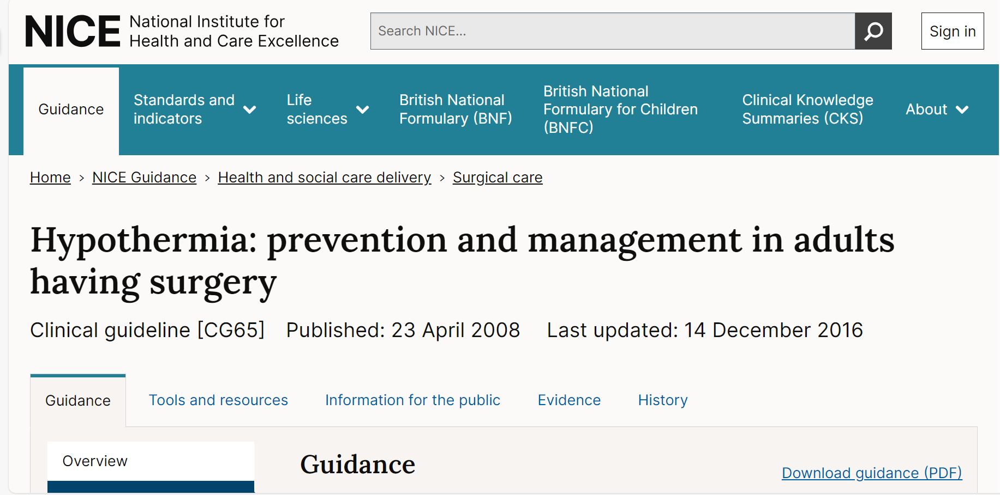 NICE National Institute for
Health and Care Excellence
Search NICE...
Sign in
Guidance
Standards and
indicators
Life
sciences
British National
Formulary (BNF)
British National
Formulary for Children
(BNFC)
Clinical Knowledge
Summaries (CKS)
About
Home > NICE Guidance > Health and social care delivery > Surgical care
Hypothermia: prevention and management in adults
having surgery
Clinical guideline [CG65] Published: 23 April 2008 Last updated: 14 December 2016
Guidance Tools and resources Information for the public Evidence History
Overview
Guidance
Download guidance (PDF)